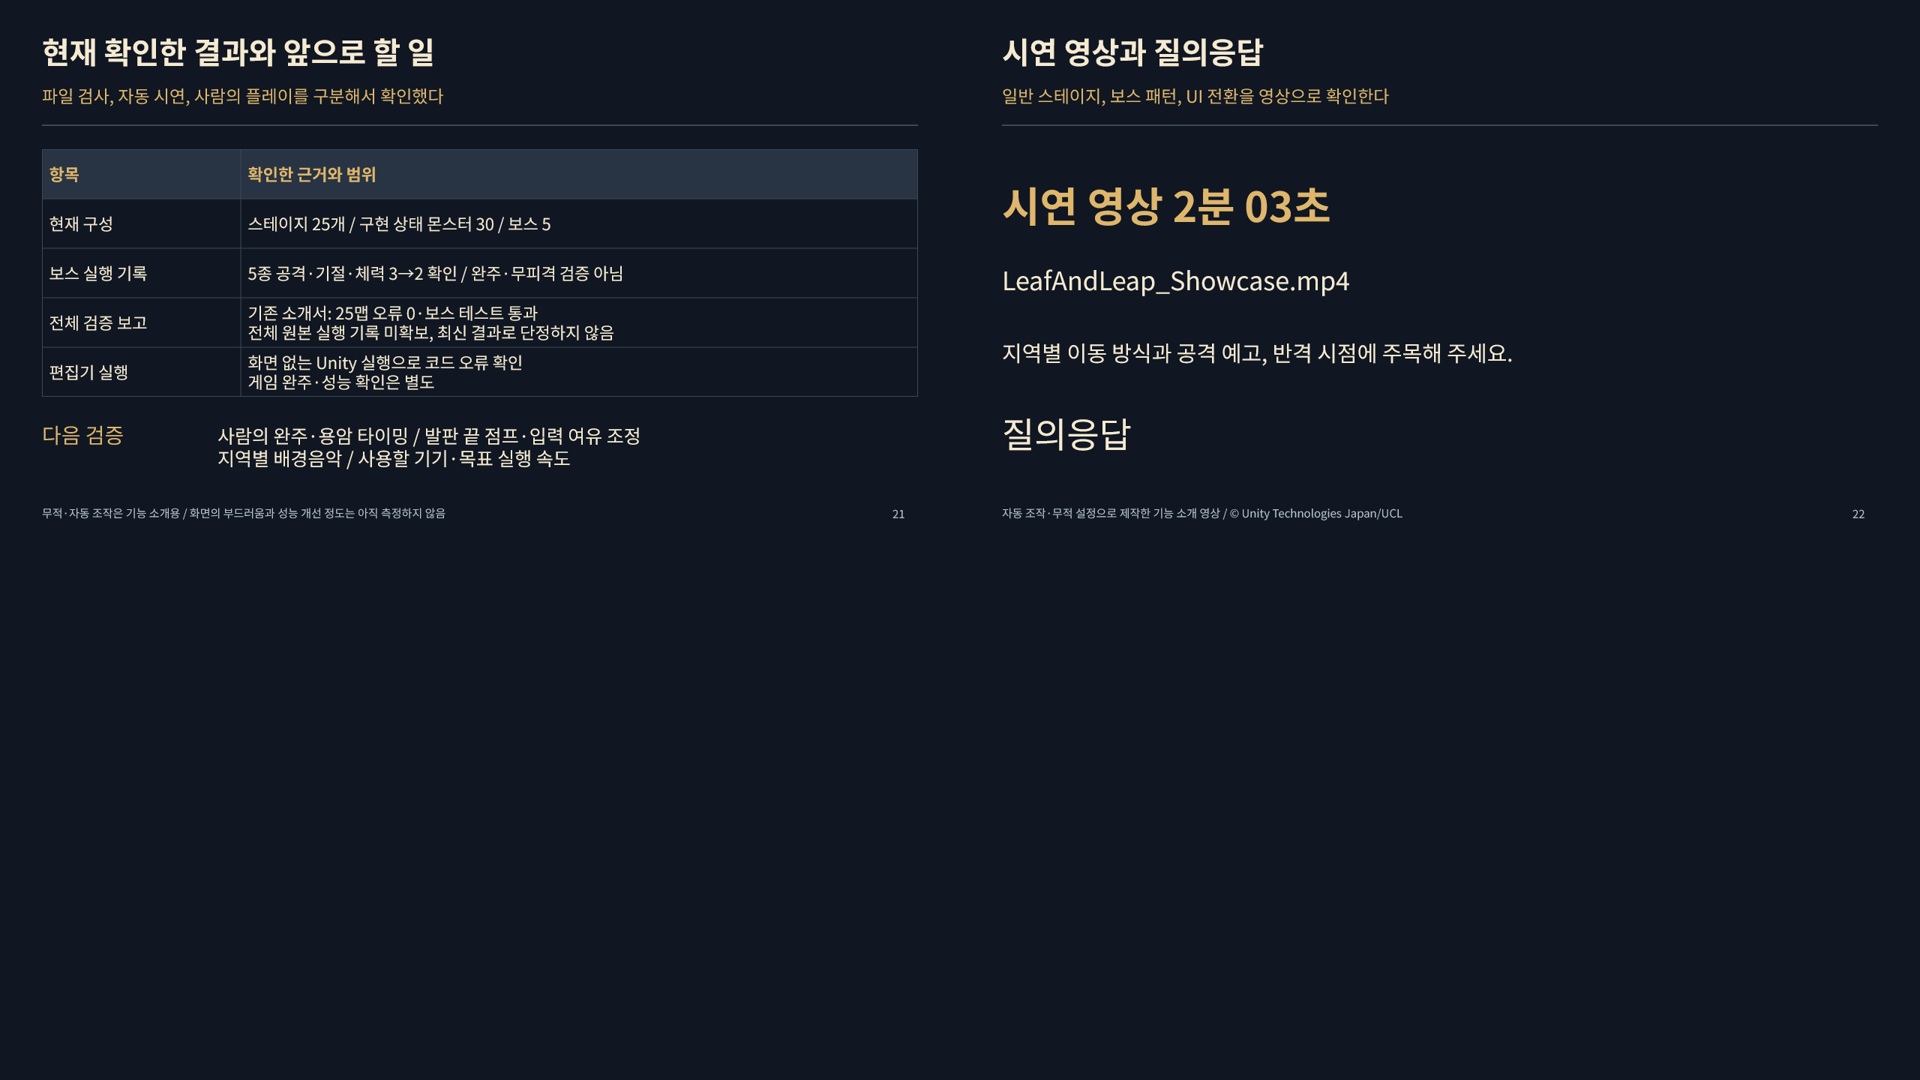 현재 확인한 결과와 앞으로 할 일
파일 검사, 자동 시연, 사람의 플레이를 구분해서 확인했다
항목
확인한 근거와 범위
현재 구성
스테이지 25개 / 구현 상태 몬스터 30 / 보스 5
보스 실행 기록
5종 공격·기절·체력 3→2 확인 / 완주·무피격 검증 아님
전체 검증 보고
기존 소개서: 25맵 오류 0·보스 테스트 통과
전체 원본 실행 기록 미확보, 최신 결과로 단정하지 않음
편집기 실행
화면 없는 Unity 실행으로 코드 오류 확인
게임 완주·성능 확인은 별도
다음 검증
사람의 완주·용암 타이밍 / 발판 끝 점프·입력 여유 조정
지역별 배경음악 / 사용할 기기·목표 실행 속도
무적·자동 조작은 기능 소개용 / 화면의 부드러움과 성능 개선 정도는 아직 측정하지 않음
21
시연 영상과 질의응답
일반 스테이지, 보스 패턴, UI 전환을 영상으로 확인한다
시연 영상 2분 03초
LeafAndLeap_Showcase.mp4
지역별 이동 방식과 공격 예고, 반격 시점에 주목해 주세요.
질의응답
자동 조작·무적 설정으로 제작한 기능 소개 영상 / © Unity Technologies Japan/UCL
22